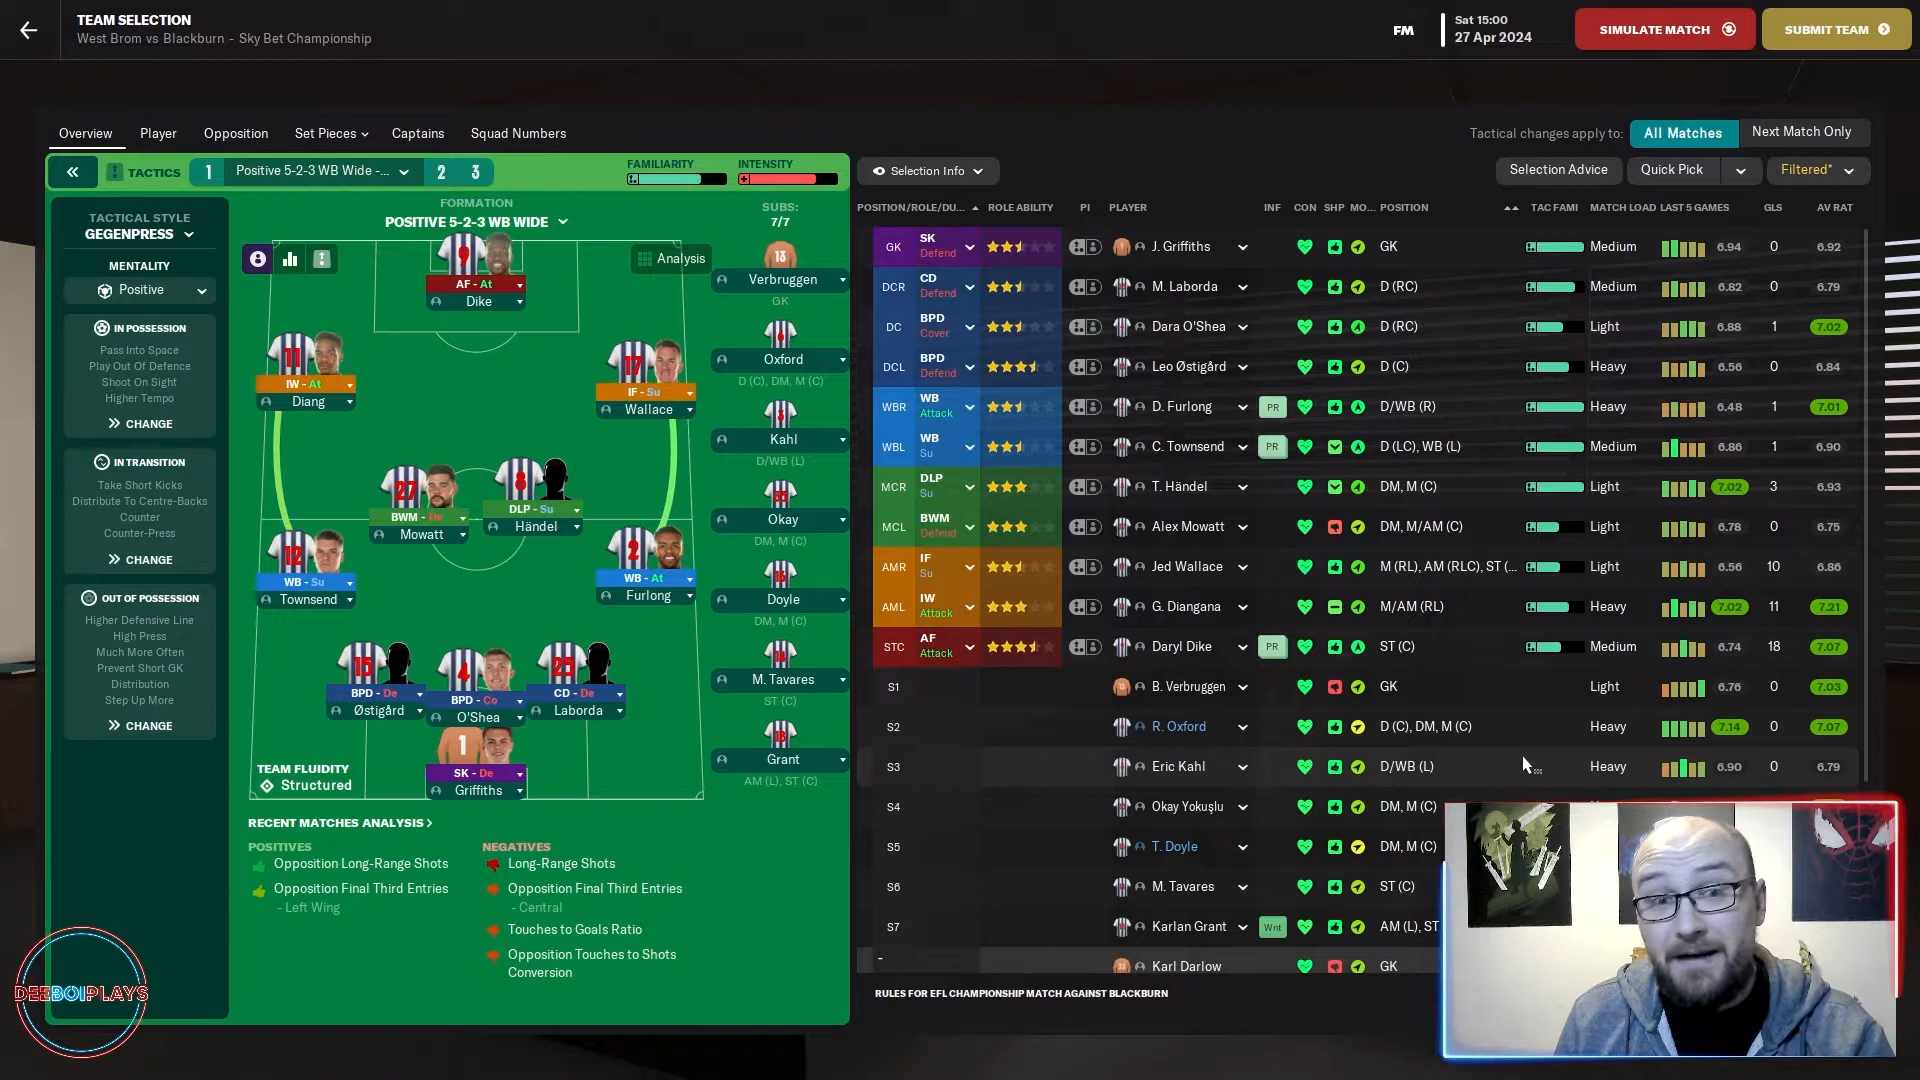 TEAM SELECTION
West Brom vs Blackburn - Sky Bet Championship
FM
Sat 15:00
27 Apr 2024
SIMULATE MATCH
SUBMIT TEAM
Overview Player Opposition Set Pieces Captains Squad Numbers
Tactical changes apply to: All Matches Next Match Only
TACTICS 1 Positive 5-2-3 WB Wide -... 2 3
FAMILIARITY
INTENSITY
Selection Info
Selection Advice Quick Pick Filtered*
TACTICAL STYLE
GEGENPRESS
MENTALITY
Positive
IN POSSESSION
Pass Into Space
Play Out Of Defence
Shoot On Sight
Higher Tempo
CHANGE
IN TRANSITION
Take Short Kicks
Distribute To Centre-Backs
Counter
Counter-Press
CHANGE
OUT OF POSSESSION
Higher Defensive Line
High Press
Much More Often
Prevent Short GK
Distribution
Step Up More
CHANGE
FORMATION
POSITIVE 5-2-3 WB WIDE
Analysis
9
AF - At
Dike
11
IW - At
Diang
17
IF - Su
Wallace
27
BWM - De
Mowatt
8
DLP - Su
Händel
12
WB - Su
Townsend
2
WB - At
Furlong
15
BPD - De
Østigård
4
BPD - Co
O'Shea
CD - De
Laborda
1
SK - De
Griffiths
TEAM FLUIDITY
Structured
SUBS:
7/7
13
Verbruggen
GK
Oxford
D (C), DM, M (C)
Kahl
D/WB (L)
Okay
DM, M (C)
Doyle
DM, M (C)
M. Tavares
ST (C)
Grant
AM (L), ST (C)
RECENT MATCHES ANALYSIS
POSITIVES
Opposition Long-Range Shots
Opposition Final Third Entries
- Left Wing
NEGATIVES
Long-Range Shots
Opposition Final Third Entries
- Central
Touches to Goals Ratio
Opposition Touches to Shots
Conversion
DEEBOIPLAYS
POSITION/ROLE/DU... ROLE ABILITY PI PLAYER INF CON SHP MO... POSITION TAC FAMI MATCH LOAD LAST 5 GAMES GLS AV RAT
GK SK Defend J. Griffiths GK Medium 6.94 0 6.92
DCR CD Defend M. Laborda D (RC) Medium 6.82 0 6.79
DC BPD Cover Dara O'Shea D (RC) Light 6.88 1 7.02
DCL BPD Defend Leo Østigård D (C) Heavy 6.56 0 6.84
WBR WB Attack D. Furlong PR D/WB (R) Heavy 6.48 1 7.01
WBL WB Su C. Townsend PR D (LC), WB (L) Medium 6.86 1 6.90
MCR DLP Su T. Händel DM, M (C) Light 7.02 3 6.93
MCL BWM Defend Alex Mowatt DM, M/AM (C) Light 6.78 0 6.75
AMR IF Su Jed Wallace M (RL), AM (RLC), ST (... Light 6.56 10 6.86
AML IW Attack G. Diangana M/AM (RL) Heavy 7.02 11 7.21
STC AF Attack Daryl Dike PR ST (C) Medium 6.74 18 7.07
S1 B. Verbruggen GK Light 6.76 0 7.03
S2 R. Oxford D (C), DM, M (C) Heavy 7.14 0 7.07
S3 Eric Kahl D/WB (L) Heavy 6.90 0 6.79
S4 Okay Yokuşlu DM, M (C)
S5 T. Doyle DM, M (C)
S6 M. Tavares ST (C)
S7 Karlan Grant Wnt AM (L), ST
- Karl Darlow GK
RULES FOR EFL CHAMPIONSHIP MATCH AGAINST BLACKBURN